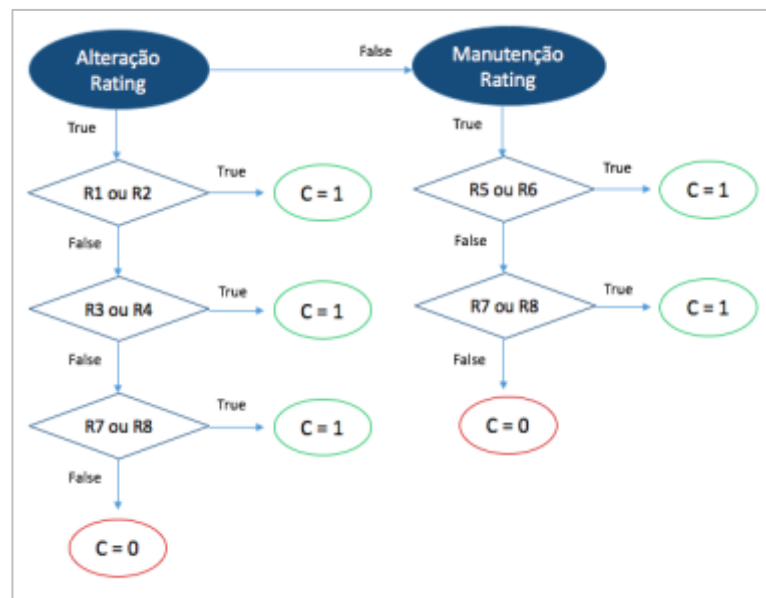 Alteração
Rating
False
Manutenção
Rating
True
True
R1 ou R2
True
C = 1
R5 ou R6
True
C = 1
False
False
R3 ou R4
True
C = 1
R7 ou R8
True
C = 1
False
False
R7 ou R8
True
C = 1
C = 0
False
C = 0